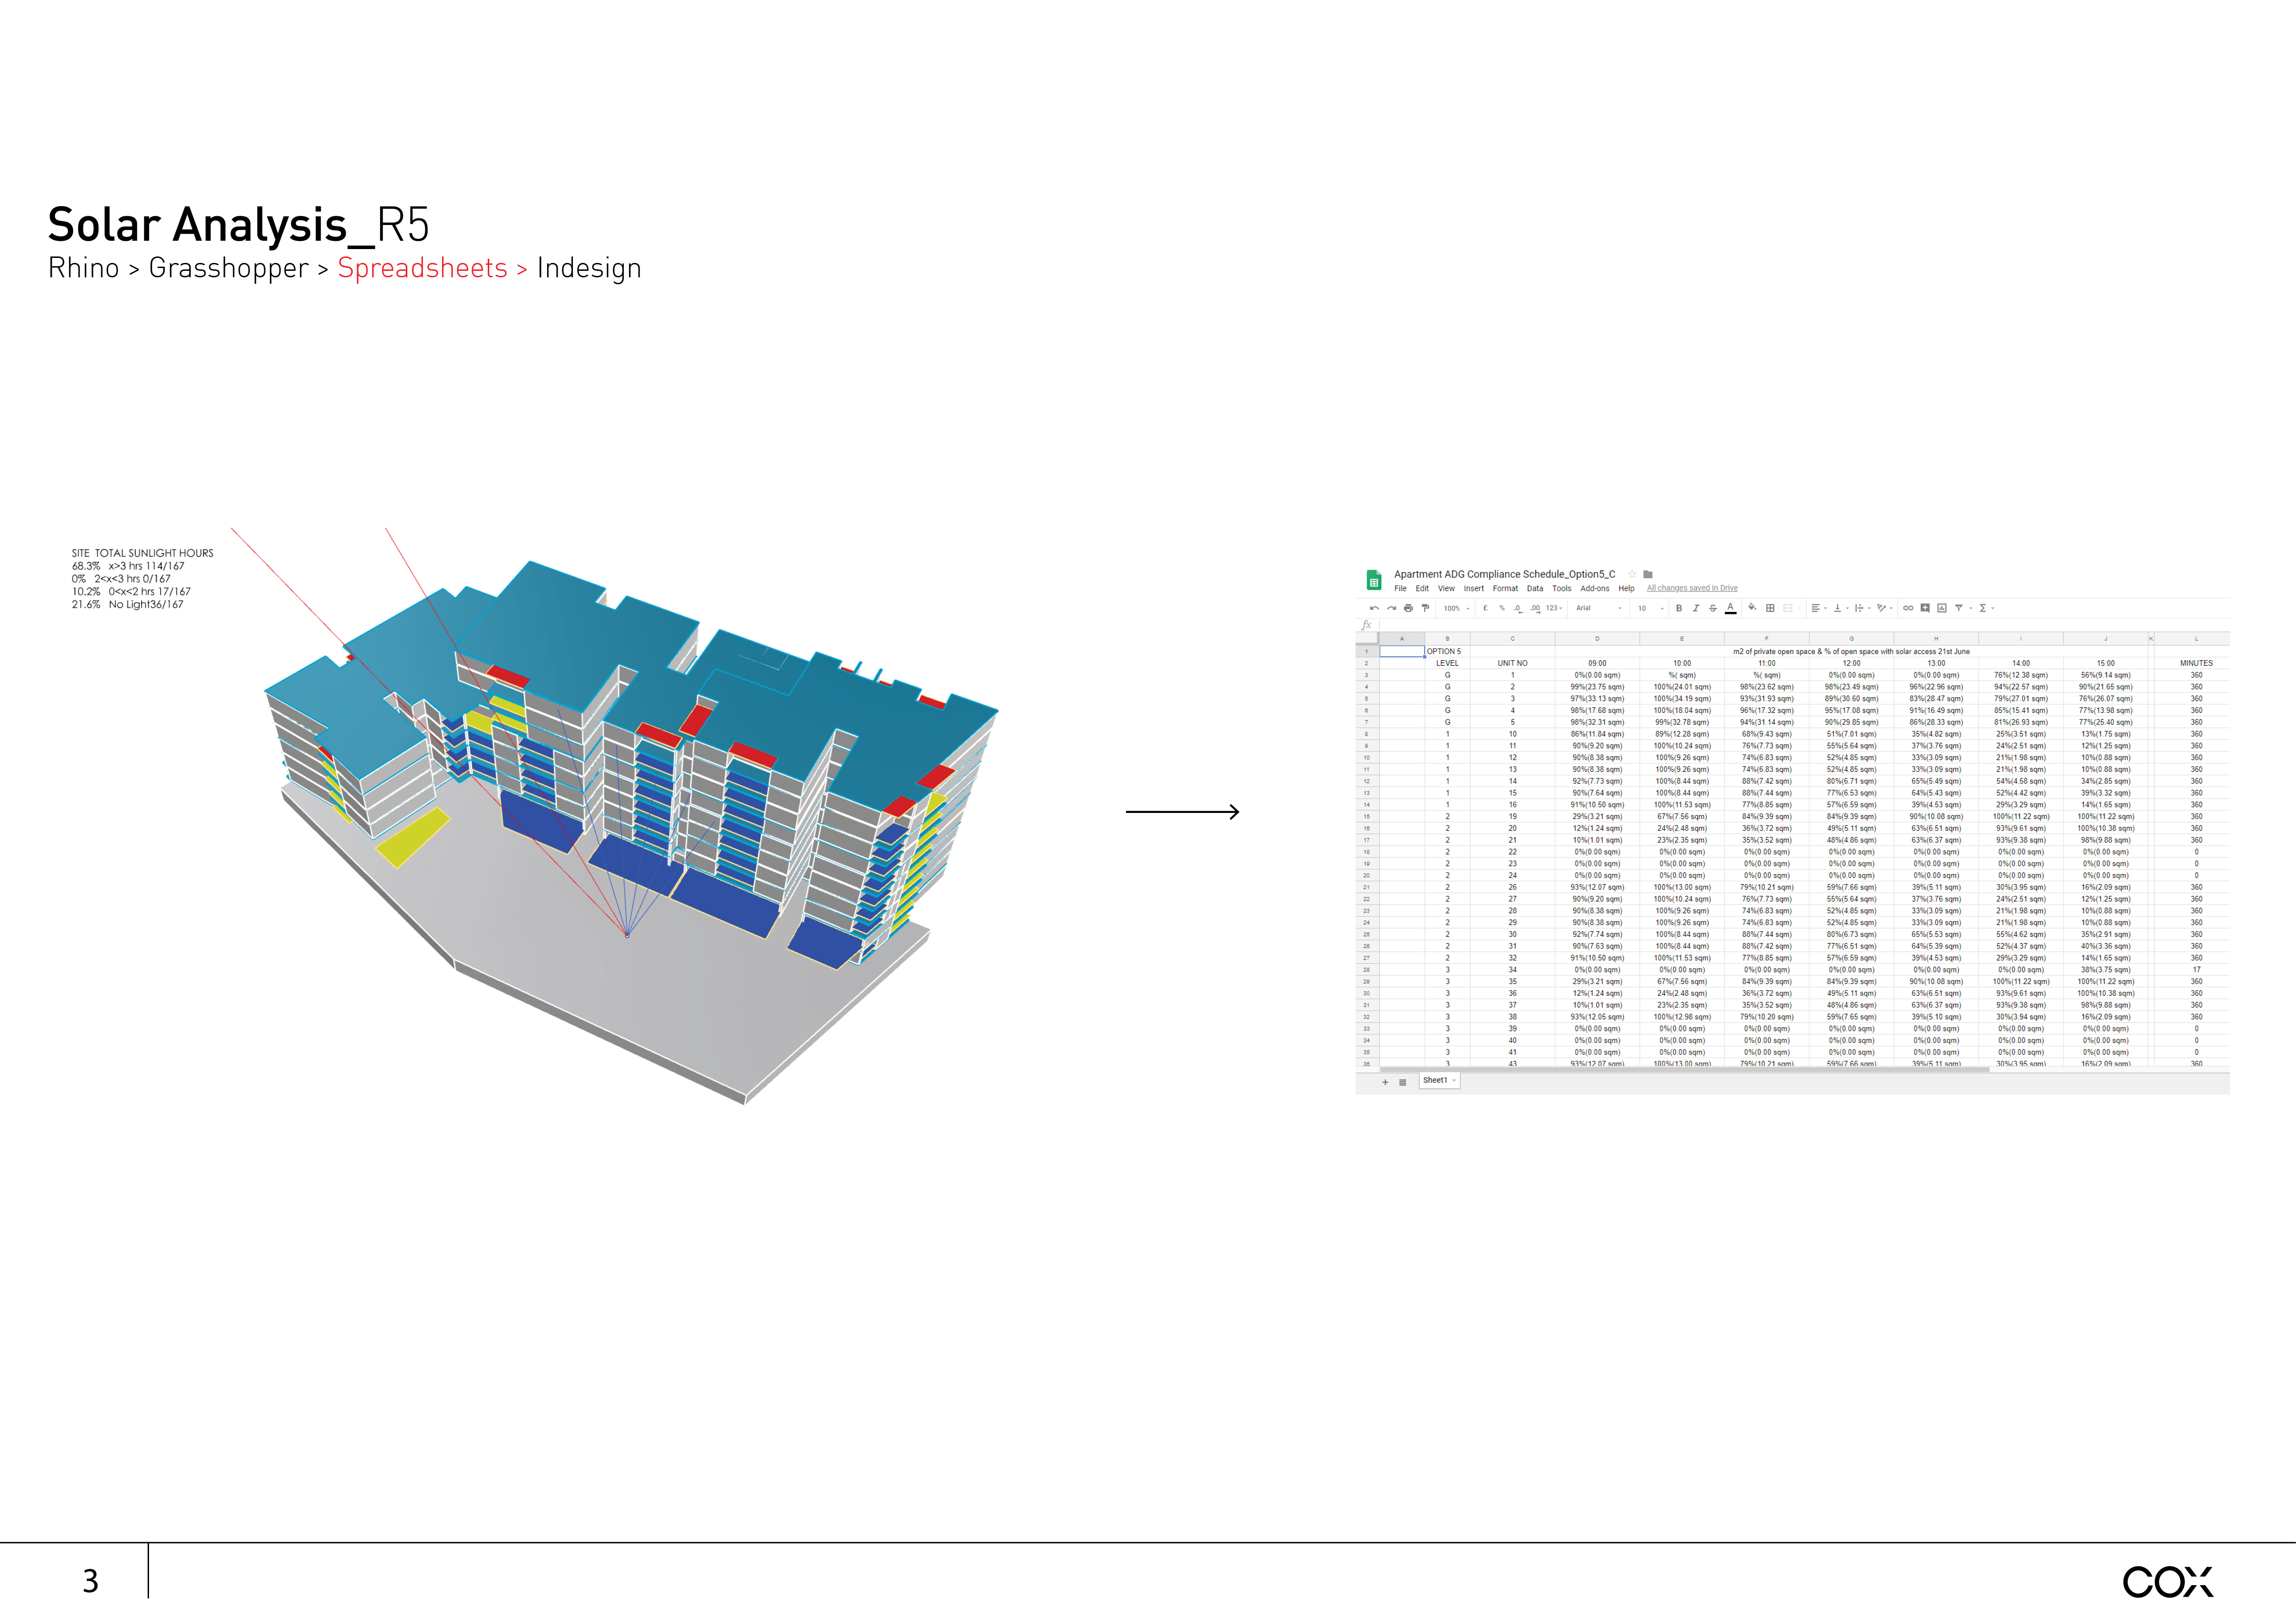 Solar Analysis_R5
Rhino > Grasshopper > Spreadsheets > Indesign
SITE TOTAL SUNLIGHT HOURS
68.3% x>3 hrs 114/167
0% 2<x<3 hrs 0/167
10.2% 0<x<2 hrs 17/167
21.6% No Light36/167
Apartment ADG Compliance Schedule_Option5_C
File Edit View Insert Format Data Tools Add-ons Help All changes saved in Drive
100% £ % .0 .00 123 Arial 10 B I S A
fx
A B C D E F G H I J K L
1 OPTION 5 m2 of private open space & % of open space with solar access 21st June
2 LEVEL UNIT NO 09:00 10:00 11:00 12:00 13:00 14:00 15:00 MINUTES
3 G 1 0%(0.00 sqm) %( sqm) %( sqm) 0%(0.00 sqm) 0%(0.00 sqm) 76%(12.38 sqm) 56%(9.14 sqm) 360
4 G 2 99%(23.75 sqm) 100%(24.01 sqm) 98%(23.62 sqm) 98%(23.49 sqm) 96%(22.96 sqm) 94%(22.57 sqm) 90%(21.65 sqm) 360
5 G 3 97%(33.13 sqm) 100%(34.19 sqm) 93%(31.93 sqm) 89%(30.60 sqm) 83%(28.47 sqm) 79%(27.01 sqm) 76%(26.07 sqm) 360
6 G 4 98%(17.68 sqm) 100%(18.04 sqm) 96%(17.32 sqm) 95%(17.08 sqm) 91%(16.49 sqm) 85%(15.41 sqm) 77%(13.98 sqm) 360
7 G 5 98%(32.31 sqm) 99%(32.78 sqm) 94%(31.14 sqm) 90%(29.85 sqm) 86%(28.33 sqm) 81%(26.93 sqm) 77%(25.40 sqm) 360
8 1 10 86%(11.84 sqm) 89%(12.28 sqm) 68%(9.43 sqm) 51%(7.01 sqm) 35%(4.82 sqm) 25%(3.51 sqm) 13%(1.75 sqm) 360
9 1 11 90%(9.20 sqm) 100%(10.24 sqm) 76%(7.73 sqm) 55%(5.64 sqm) 37%(3.76 sqm) 24%(2.51 sqm) 12%(1.25 sqm) 360
10 1 12 90%(8.38 sqm) 100%(9.26 sqm) 74%(6.83 sqm) 52%(4.85 sqm) 33%(3.09 sqm) 21%(1.98 sqm) 10%(0.88 sqm) 360
11 1 13 90%(8.38 sqm) 100%(9.26 sqm) 74%(6.83 sqm) 52%(4.85 sqm) 33%(3.09 sqm) 21%(1.98 sqm) 10%(0.88 sqm) 360
12 1 14 92%(7.73 sqm) 100%(8.44 sqm) 88%(7.42 sqm) 80%(6.71 sqm) 65%(5.49 sqm) 54%(4.58 sqm) 34%(2.85 sqm) 360
13 1 15 90%(7.64 sqm) 100%(8.44 sqm) 88%(7.44 sqm) 77%(6.53 sqm) 64%(5.43 sqm) 52%(4.42 sqm) 39%(3.32 sqm) 360
14 1 16 91%(10.50 sqm) 100%(11.53 sqm) 77%(8.85 sqm) 57%(6.59 sqm) 39%(4.53 sqm) 29%(3.29 sqm) 14%(1.65 sqm) 360
15 2 19 29%(3.21 sqm) 67%(7.56 sqm) 84%(9.39 sqm) 84%(9.39 sqm) 90%(10.08 sqm) 100%(11.22 sqm) 100%(11.22 sqm) 360
16 2 20 12%(1.24 sqm) 24%(2.48 sqm) 36%(3.72 sqm) 49%(5.11 sqm) 63%(6.51 sqm) 93%(9.61 sqm) 100%(10.38 sqm) 360
17 2 21 10%(1.01 sqm) 23%(2.35 sqm) 35%(3.52 sqm) 48%(4.86 sqm) 63%(6.37 sqm) 93%(9.38 sqm) 98%(9.88 sqm) 360
18 2 22 0%(0.00 sqm) 0%(0.00 sqm) 0%(0.00 sqm) 0%(0.00 sqm) 0%(0.00 sqm) 0%(0.00 sqm) 0%(0.00 sqm) 0
19 2 23 0%(0.00 sqm) 0%(0.00 sqm) 0%(0.00 sqm) 0%(0.00 sqm) 0%(0.00 sqm) 0%(0.00 sqm) 0%(0.00 sqm) 0
20 2 24 0%(0.00 sqm) 0%(0.00 sqm) 0%(0.00 sqm) 0%(0.00 sqm) 0%(0.00 sqm) 0%(0.00 sqm) 0%(0.00 sqm) 0
21 2 26 93%(12.07 sqm) 100%(13.00 sqm) 79%(10.21 sqm) 59%(7.66 sqm) 39%(5.11 sqm) 30%(3.95 sqm) 16%(2.09 sqm) 360
22 2 27 90%(9.20 sqm) 100%(10.24 sqm) 76%(7.73 sqm) 55%(5.64 sqm) 37%(3.76 sqm) 24%(2.51 sqm) 12%(1.25 sqm) 360
23 2 28 90%(8.38 sqm) 100%(9.26 sqm) 74%(6.83 sqm) 52%(4.85 sqm) 33%(3.09 sqm) 21%(1.98 sqm) 10%(0.88 sqm) 360
24 2 29 90%(8.38 sqm) 100%(9.26 sqm) 74%(6.83 sqm) 52%(4.85 sqm) 33%(3.09 sqm) 21%(1.98 sqm) 10%(0.88 sqm) 360
25 2 30 92%(7.74 sqm) 100%(8.44 sqm) 88%(7.44 sqm) 80%(6.73 sqm) 65%(5.53 sqm) 55%(4.62 sqm) 35%(2.91 sqm) 360
26 2 31 90%(7.63 sqm) 100%(8.44 sqm) 88%(7.42 sqm) 77%(6.51 sqm) 64%(5.39 sqm) 52%(4.37 sqm) 40%(3.36 sqm) 360
27 2 32 91%(10.50 sqm) 100%(11.53 sqm) 77%(8.85 sqm) 57%(6.59 sqm) 39%(4.53 sqm) 29%(3.29 sqm) 14%(1.65 sqm) 360
28 3 34 0%(0.00 sqm) 0%(0.00 sqm) 0%(0.00 sqm) 0%(0.00 sqm) 0%(0.00 sqm) 0%(0.00 sqm) 38%(3.75 sqm) 17
29 3 35 29%(3.21 sqm) 67%(7.56 sqm) 84%(9.39 sqm) 84%(9.39 sqm) 90%(10.08 sqm) 100%(11.22 sqm) 100%(11.22 sqm) 360
30 3 36 12%(1.24 sqm) 24%(2.48 sqm) 36%(3.72 sqm) 49%(5.11 sqm) 63%(6.51 sqm) 93%(9.61 sqm) 100%(10.38 sqm) 360
31 3 37 10%(1.01 sqm) 23%(2.35 sqm) 35%(3.52 sqm) 48%(4.86 sqm) 63%(6.37 sqm) 93%(9.38 sqm) 98%(9.88 sqm) 360
32 3 38 93%(12.05 sqm) 100%(12.98 sqm) 79%(10.20 sqm) 59%(7.65 sqm) 39%(5.10 sqm) 30%(3.94 sqm) 16%(2.09 sqm) 360
33 3 39 0%(0.00 sqm) 0%(0.00 sqm) 0%(0.00 sqm) 0%(0.00 sqm) 0%(0.00 sqm) 0%(0.00 sqm) 0%(0.00 sqm) 0
34 3 40 0%(0.00 sqm) 0%(0.00 sqm) 0%(0.00 sqm) 0%(0.00 sqm) 0%(0.00 sqm) 0%(0.00 sqm) 0%(0.00 sqm) 0
35 3 41 0%(0.00 sqm) 0%(0.00 sqm) 0%(0.00 sqm) 0%(0.00 sqm) 0%(0.00 sqm) 0%(0.00 sqm) 0%(0.00 sqm) 0
36 3 43 93%(12.07 sqm) 100%(13.00 sqm) 79%(10.21 sqm) 59%(7.66 sqm) 39%(5.11 sqm) 30%(3.95 sqm) 16%(2.09 sqm) 360
Sheet1
3
COX